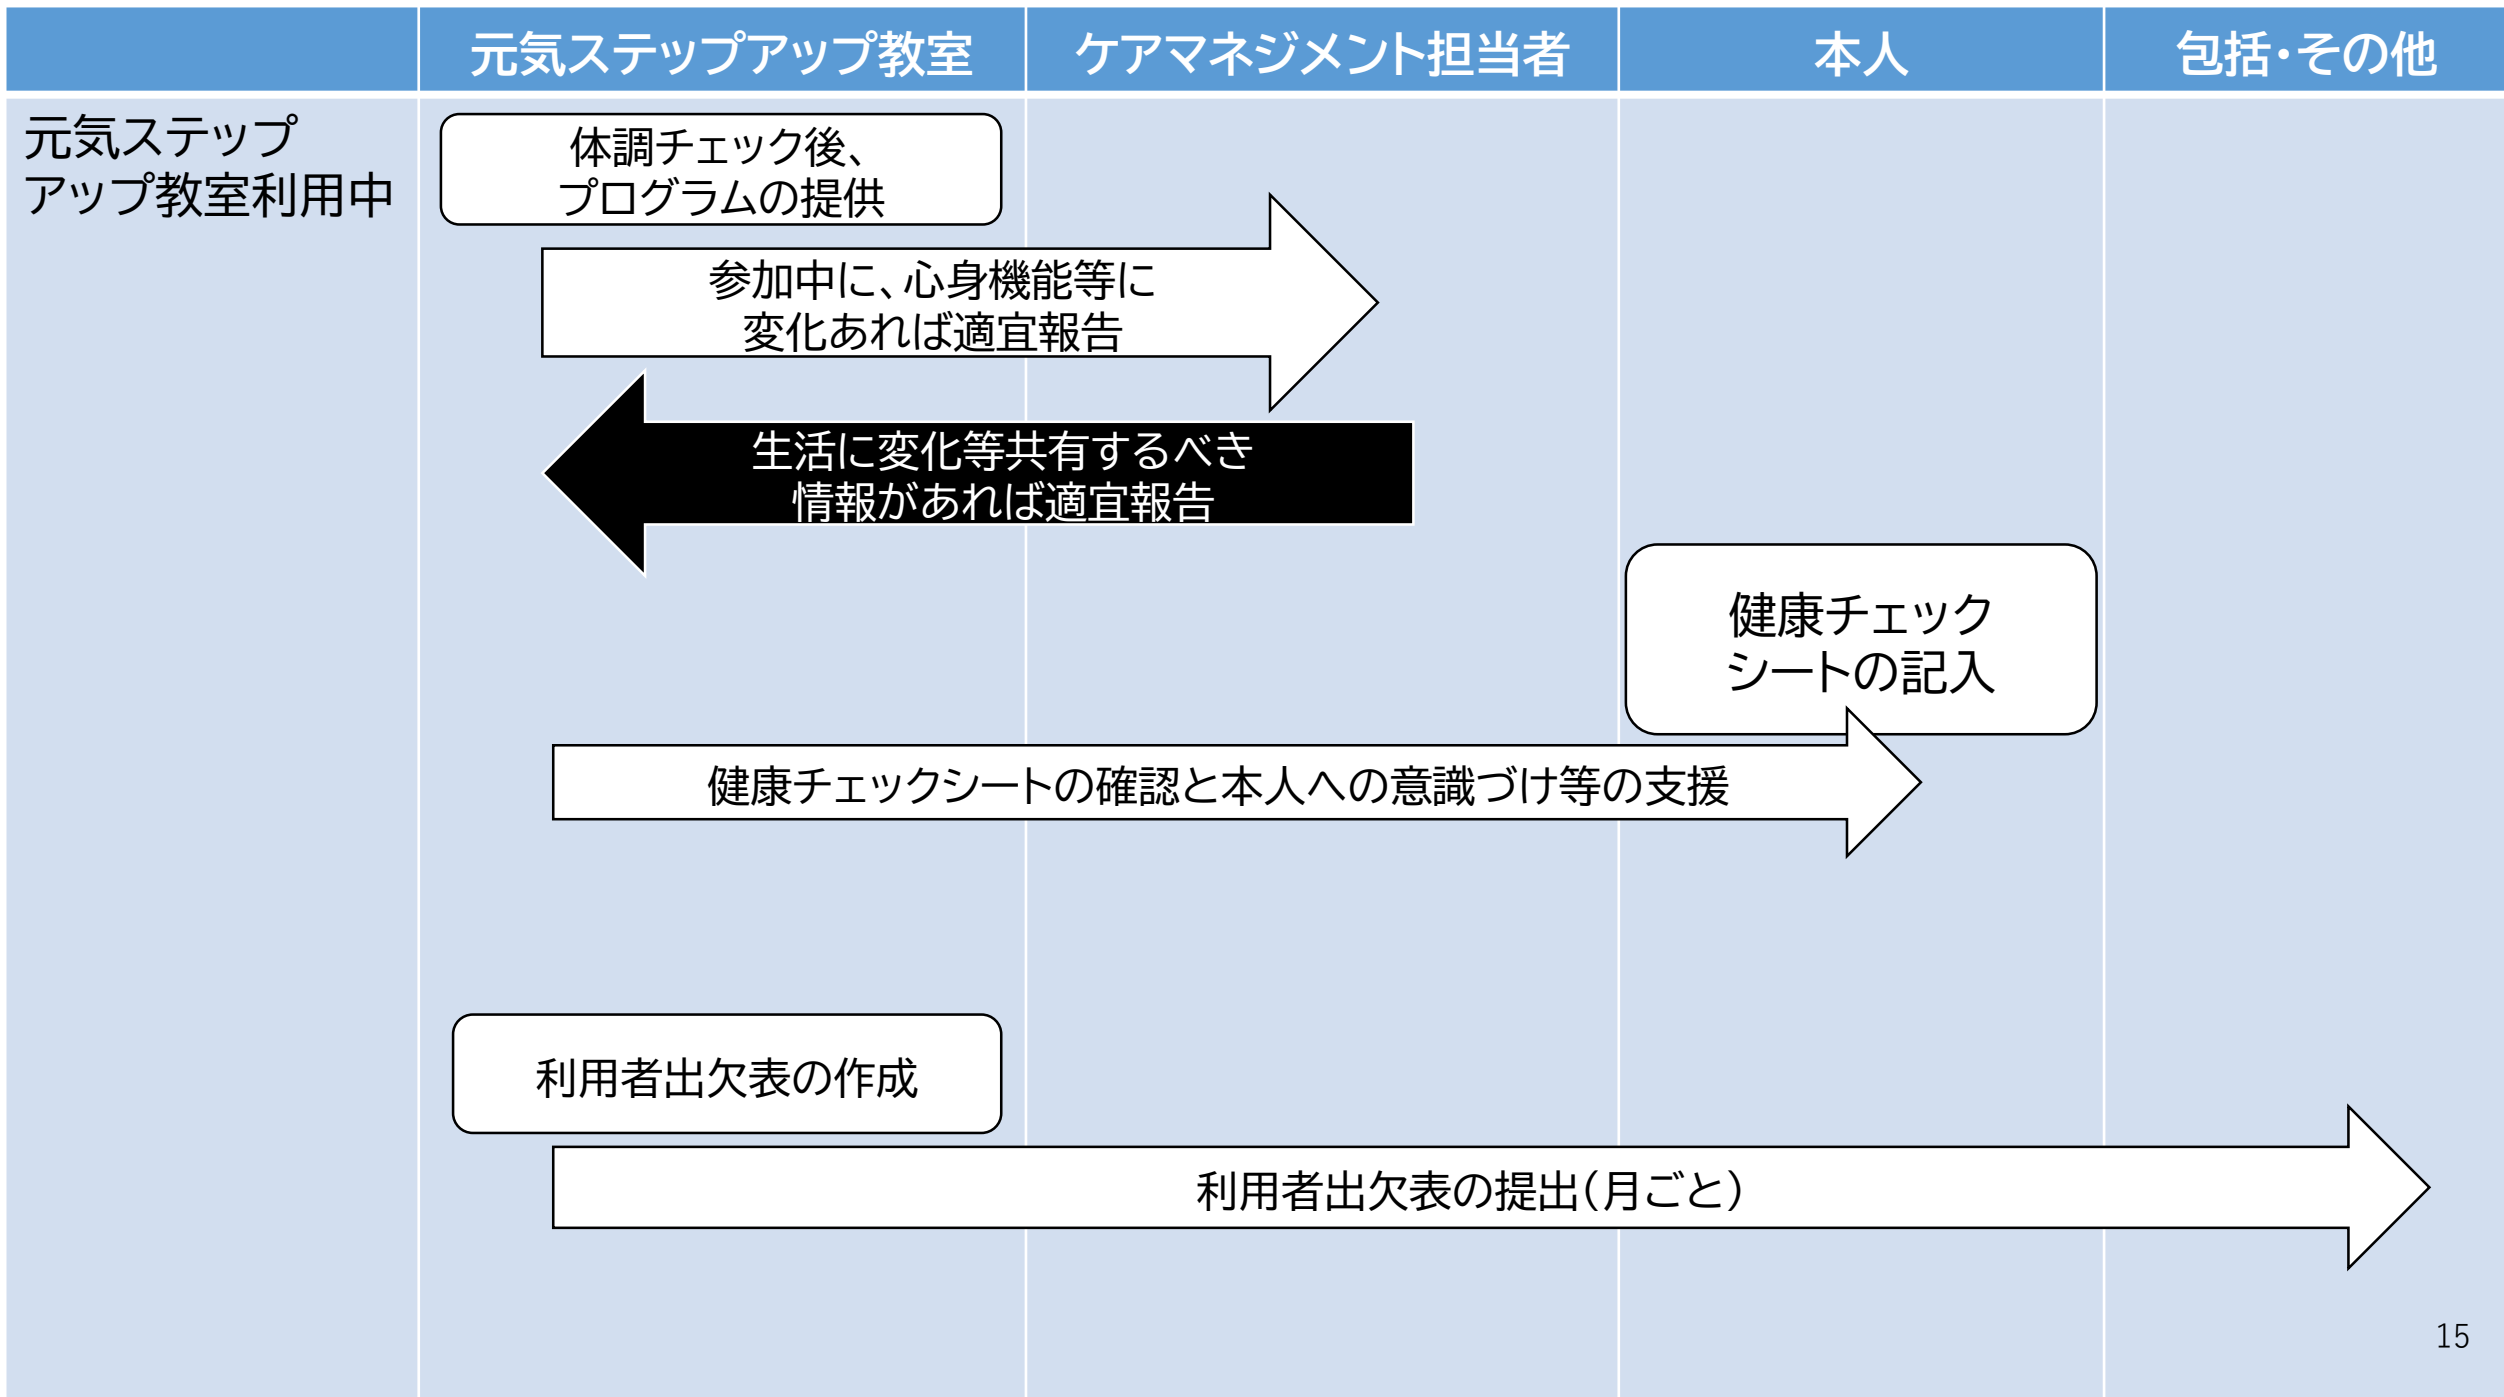 元気ステップアップ教室
ケアマネジメント担当者
本人
包括・その他
元気ステップ
アップ教室利用中
体調チェック後、
プログラムの提供
参加中に、心身機能等に
変化あれば適宜報告
生活に変化等共有するべき
情報があれば適宜報告
健康チェック
シートの記入
健康チェックシートの確認と本人への意識づけ等の支援
利用者出欠表の作成
利用者出欠表の提出（月ごと）
15